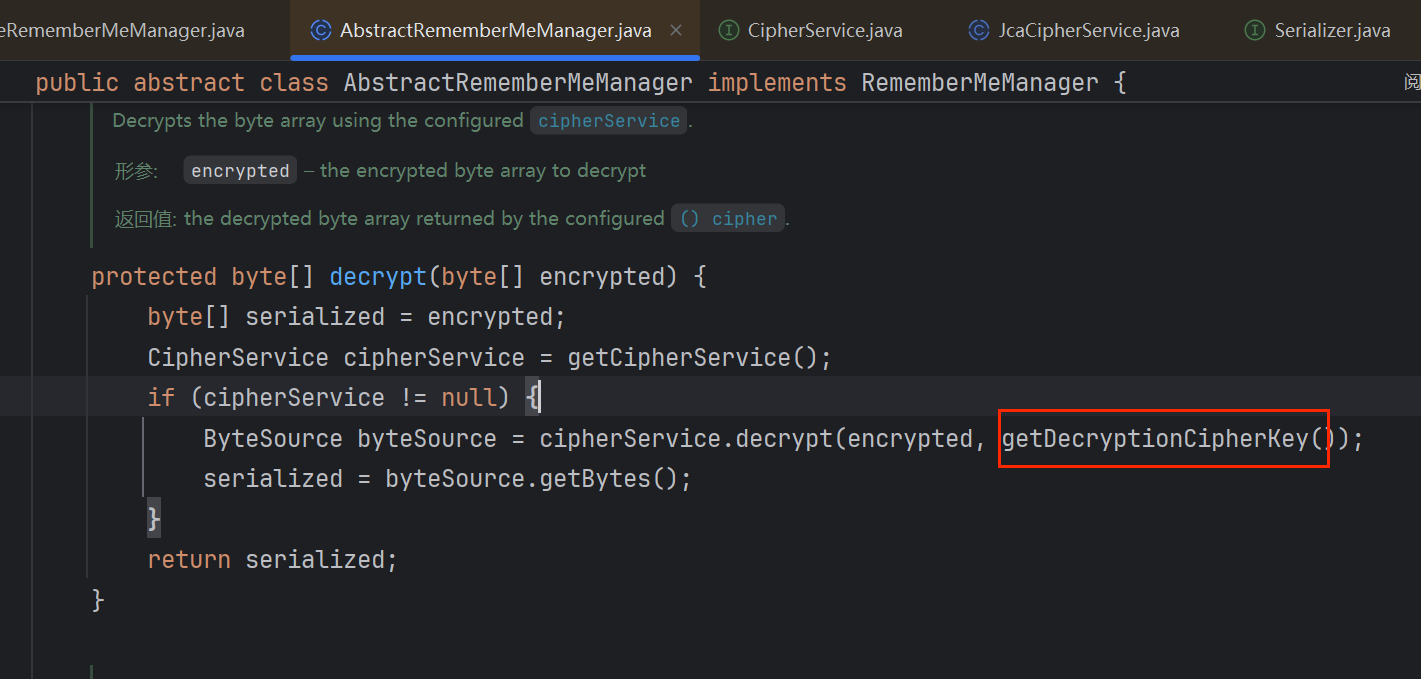 eRememberMeManager.java AbstractRememberMeManager.java × CipherService.java JcaCipherService.java Serializer.java
public abstract class AbstractRememberMeManager implements RememberMeManager { 阅
Decrypts the byte array using the configured cipherService.
形参: encrypted – the encrypted byte array to decrypt
返回值: the decrypted byte array returned by the configured () cipher.
protected byte[] decrypt(byte[] encrypted) {
byte[] serialized = encrypted;
CipherService cipherService = getCipherService();
if (cipherService != null) {
ByteSource byteSource = cipherService.decrypt(encrypted, getDecryptionCipherKey());
serialized = byteSource.getBytes();
}
return serialized;
}